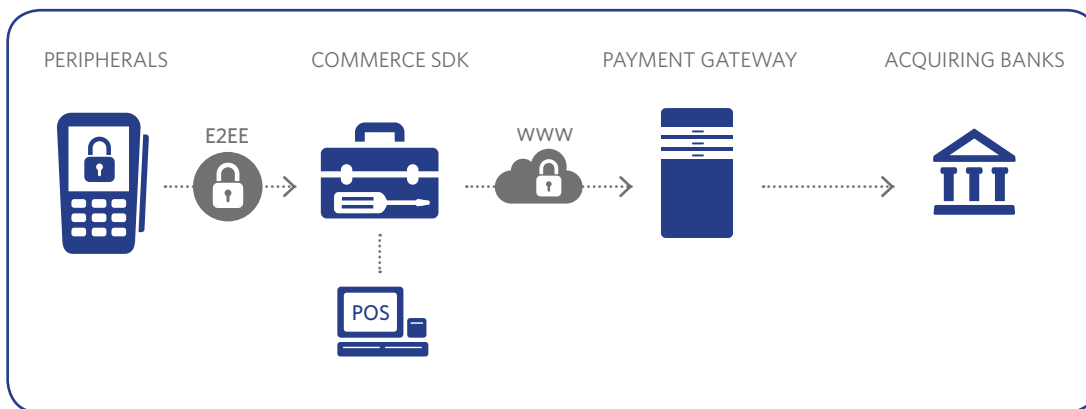 PERIPHERALS
COMMERCE SDK
PAYMENT GATEWAY
ACQUIRING BANKS
E2EE
WWW
POS